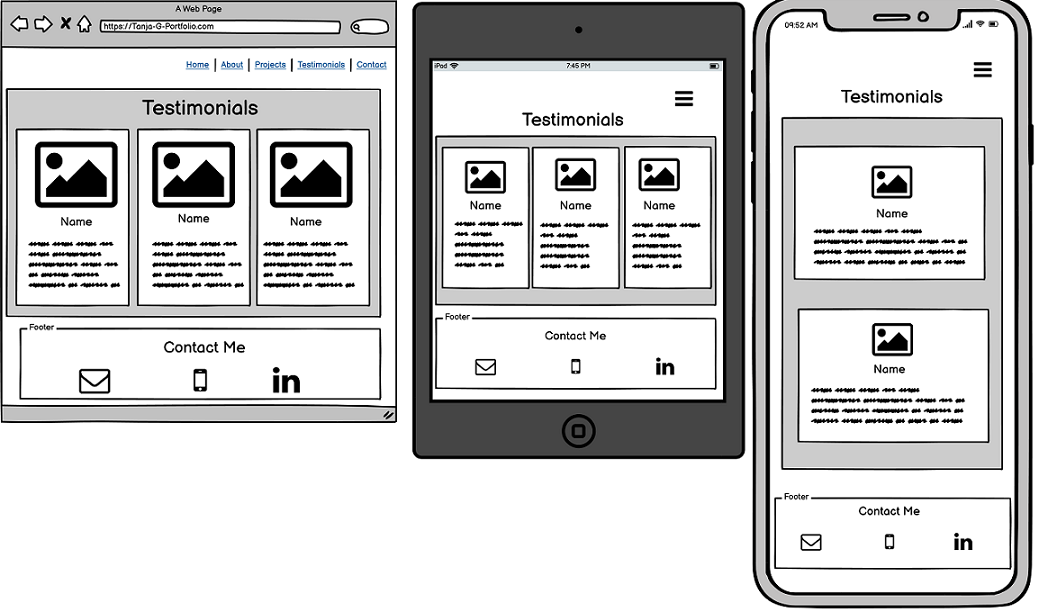 A Web Page
https://Tanja-G-Portfolio.com
Home | About | Projects | Testimonials | Contact
Testimonials
Name Name Name
Footer
Contact Me
in
iPad 7:45 PM
Testimonials
Name Name Name
Footer
Contact Me
in
09:52 AM
Testimonials
Name
Name
Footer
Contact Me
in